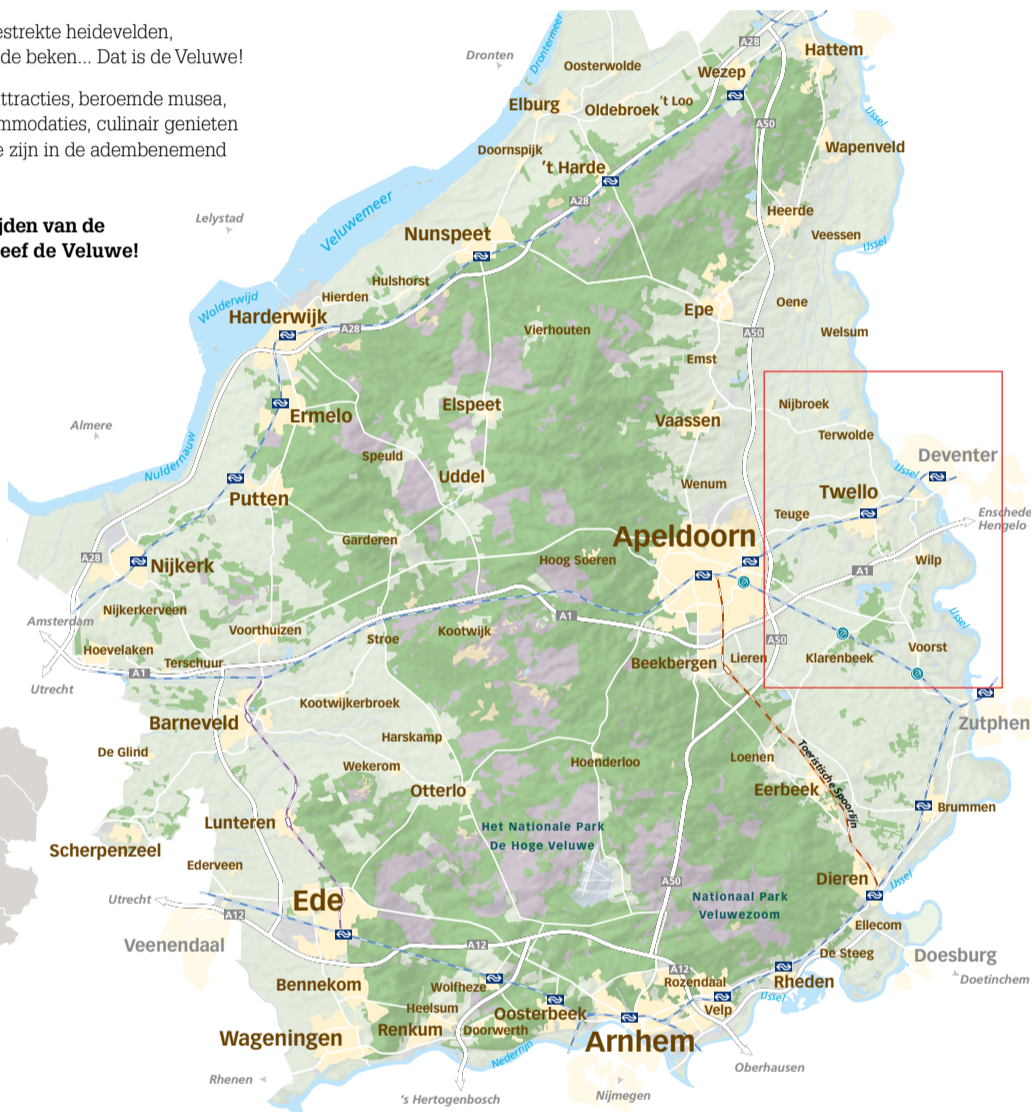 estrekte heidevelden,
de beken... Dat is de Veluwe!
ttracties, beroemde musea,
mmodaties, culinair genieten
e zijn in de adembenemend
ijden van de
eef de Veluwe!
Hattem
A28
Dronten
Drontermeer
Oosterwolde
Wezep
Elburg
Oldebroek
't Loo
IJssel
A50
Doornspijk
Wapenveld
't Harde
A28
Lelystad
Veluwemeer
Heerde
Nunspeet
Veessen
IJssel
Hulshorst
Hierden
Wolderwijd
Oene
Epe
Harderwijk
A28
Vierhouten
A50
Welsum
Emst
Ermelo
Elspeet
Nijbroek
Almere
Vaassen
Terwolde
Speuld
Deventer
Nuldernauw
Uddel
IJssel
Putten
Wenum
Twello
Teuge
Enschede
Hengelo
Apeldoorn
Garderen
A28
Hoog Soeren
Wilp
Nijkerk
A1
Nijkerkerveen
Amsterdam
A1
IJssel
Voorthuizen
Kootwijk
Stroe
A50
Hoevelaken
Voorst
Terschuur
Beekbergen
Lieren
Klarenbeek
A1
Utrecht
Kootwijkerbroek
Barneveld
Zutphen
Harskamp
De Glind
Toeristische Spoorlijn
Loenen
Hoenderloo
Wekerom
Otterlo
Eerbeek
Brummen
Lunteren
Het Nationale Park
De Hoge Veluwe
Scherpenzeel
Ederveen
Dieren
IJssel
A50
Nationaal Park
Veluwezoom
Utrecht
Ede
A12
Ellecom
Veenendaal
A12
De Steeg
Doesburg
A12
Doetinchem
Bennekom
Wolfheze
Rozendaal
Rheden
IJssel
Heelsum
Oosterbeek
Velp
Renkum
Doorwerth
Wageningen
Arnhem
Nederrijn
Oberhausen
Rhenen
Nijmegen
's Hertogenbosch